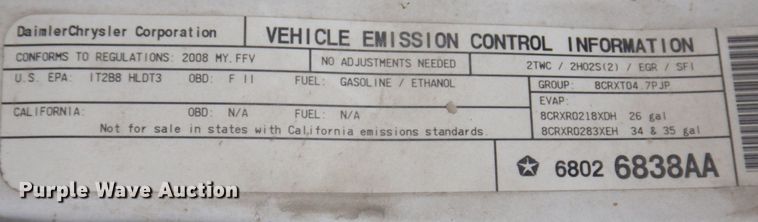 DaimlerChrysler Corporation
VEHICLE EMISSION CONTROL INFORMATION
CONFORMS TO REGULATIONS: 2008 MY.FFV
NO ADJUSTMENTS NEEDED
2TWC / 2HO2S(2) / EGR / SFI
U.S. EPA: IT2B8 HLDT3 OBD: F II FUEL: GASOLINE / ETHANOL
GROUP: 8CRXT04.7PJP
EVAP:
8CRXR0218XDH 26 gal
8CRXR0283XEH 34 & 35 gal
CALIFORNIA: OBD: N/A FUEL: N/A
Not for sale in states with California emissions standards.
6802 6838AA
Purple Wave Auction